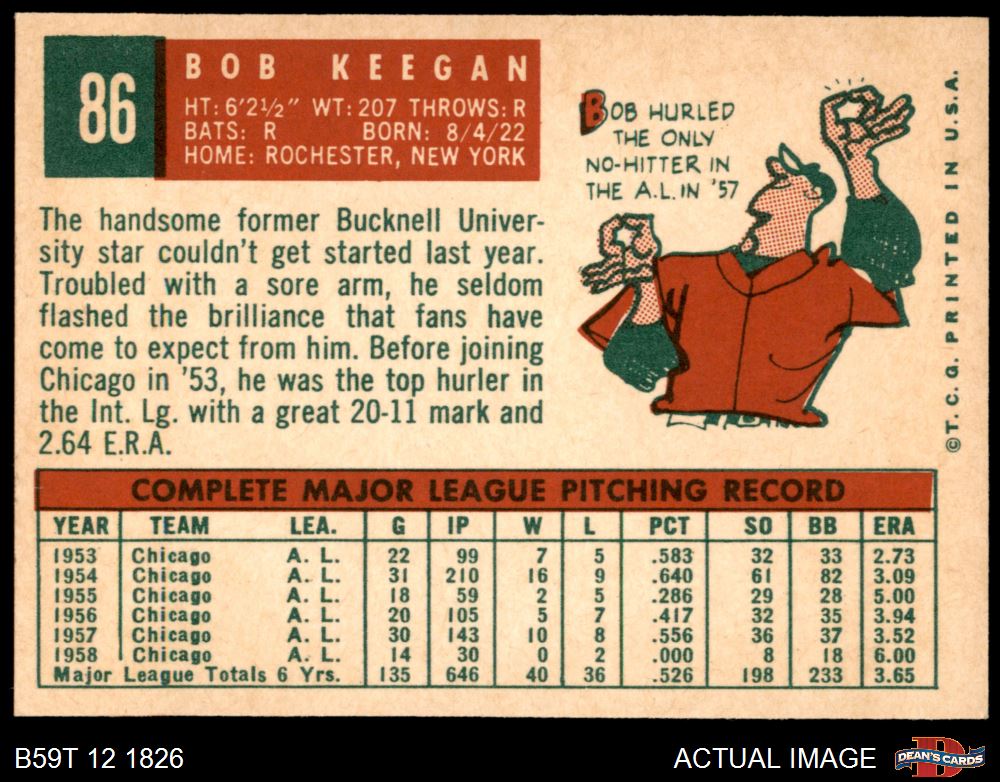 86
BOB KEEGAN
HT: 6'2½" WT: 207 THROWS: R
BATS: R BORN: 8/4/22
HOME: ROCHESTER, NEW YORK
BOB HURLED
THE ONLY
NO-HITTER IN
THE A.L. IN '57
The handsome former Bucknell Univer-
sity star couldn't get started last year.
Troubled with a sore arm, he seldom
flashed the brilliance that fans have
come to expect from him. Before joining
Chicago in '53, he was the top hurler in
the Int. Lg. with a great 20-11 mark and
2.64 E.R.A.
©T. C. G. PRINTED IN U.S.A.
COMPLETE MAJOR LEAGUE PITCHING RECORD
YEAR TEAM LEA. G IP W L PCT SO BB ERA
1953 Chicago A. L. 22 99 7 5 .583 32 33 2.73
1954 Chicago A. L. 31 210 16 9 .640 61 82 3.09
1955 Chicago A. L. 18 59 2 5 .286 29 28 5.00
1956 Chicago A. L. 20 105 5 7 .417 32 35 3.94
1957 Chicago A. L. 30 143 10 8 .556 36 37 3.52
1958 Chicago A. L. 14 30 0 2 .000 8 18 6.00
Major League Totals 6 Yrs. 135 646 40 36 .526 198 233 3.65
B59T 12 1826
ACTUAL IMAGE
D
DEAN'S CARDS